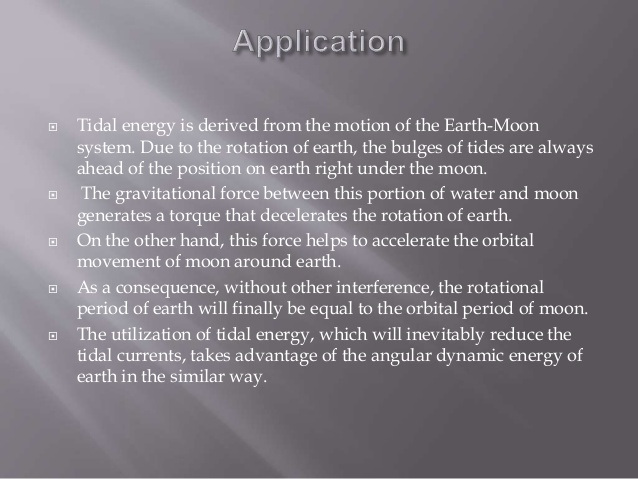 Application
Tidal energy is derived from the motion of the Earth-Moon
system. Due to the rotation of earth, the bulges of tides are always
ahead of the position on earth right under the moon.
The gravitational force between this portion of water and moon
generates a torque that decelerates the rotation of earth.
On the other hand, this force helps to accelerate the orbital
movement of moon around earth.
As a consequence, without other interference, the rotational
period of earth will finally be equal to the orbital period of moon.
The utilization of tidal energy, which will inevitably reduce the
tidal currents, takes advantage of the angular dynamic energy of
earth in the similar way.